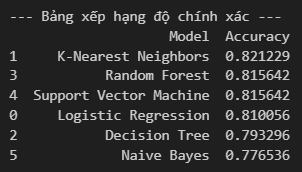 --- Bảng xếp hạng độ chính xác ---
Model Accuracy
1 K-Nearest Neighbors 0.821229
3 Random Forest 0.815642
4 Support Vector Machine 0.815642
0 Logistic Regression 0.810056
2 Decision Tree 0.793296
5 Naive Bayes 0.776536